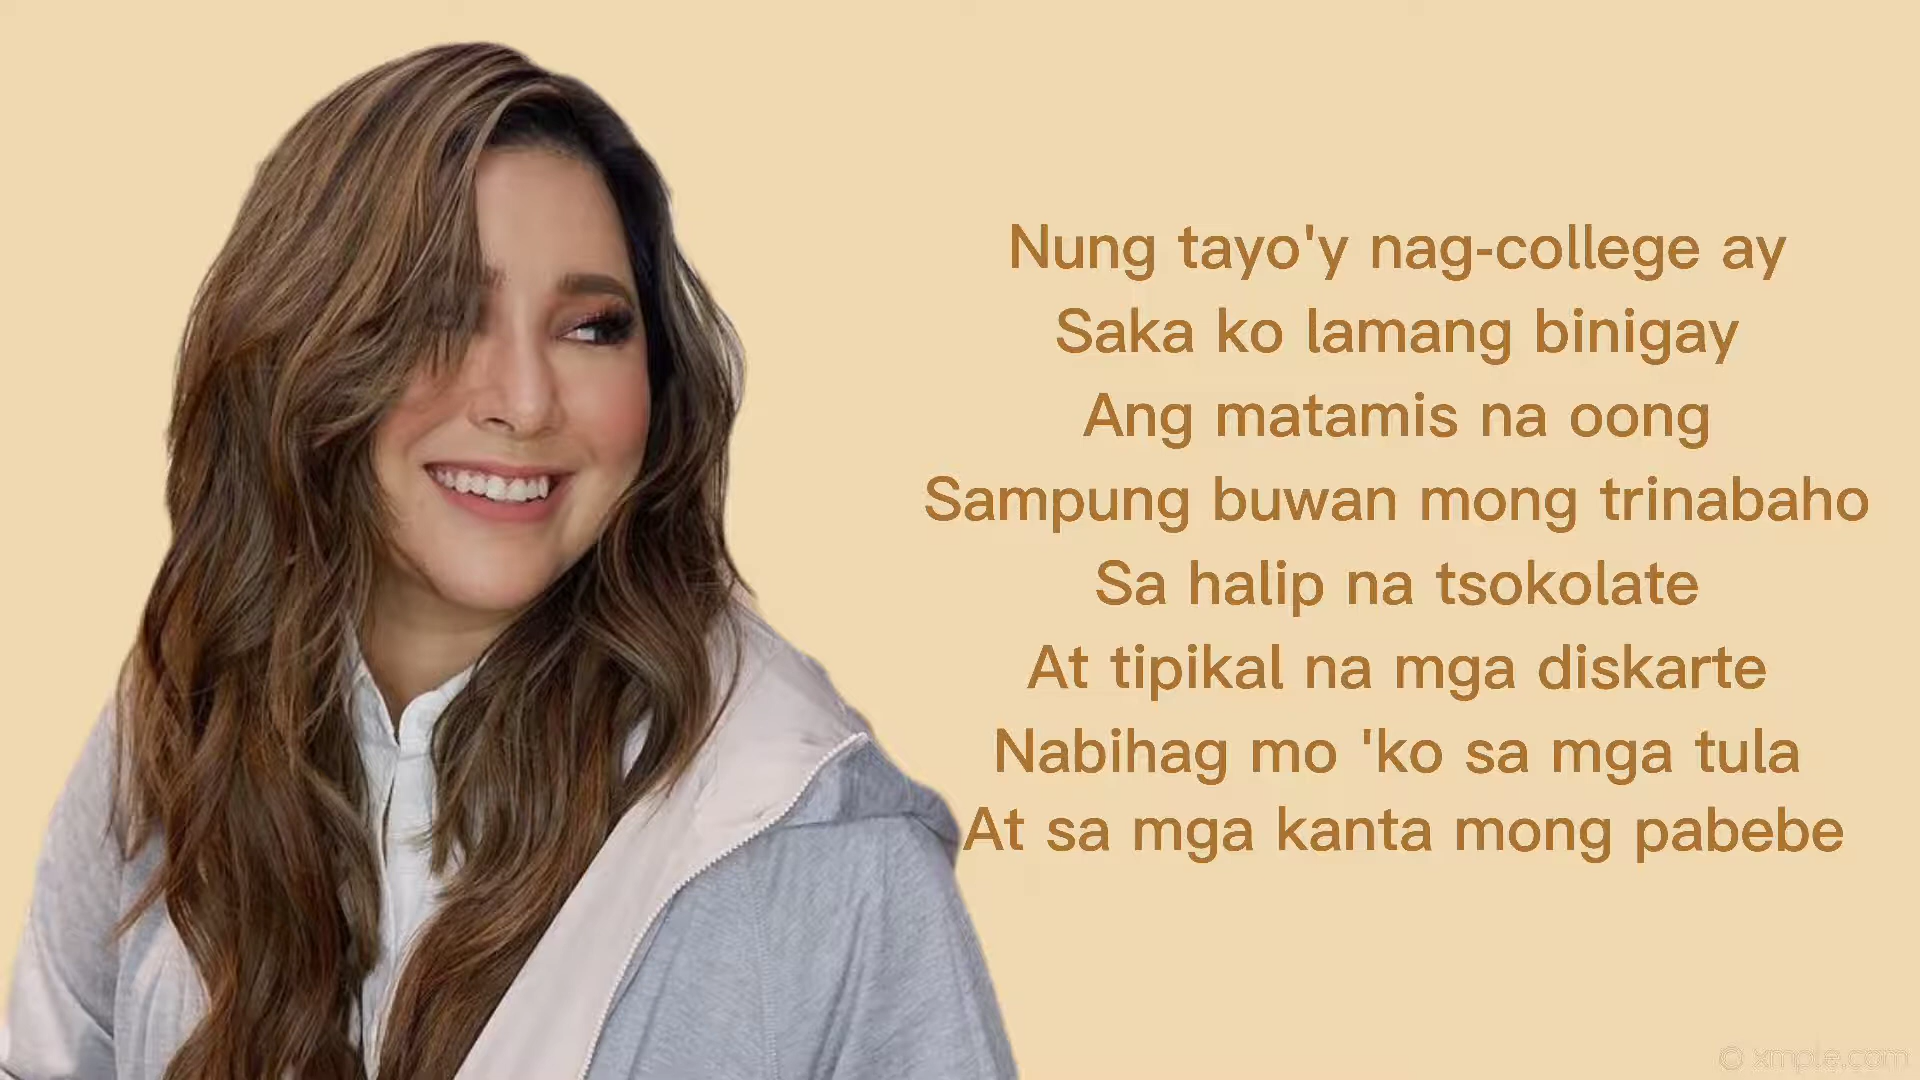 Nung tayo'y nag-college ay
Saka ko lamang binigay
Ang matamis na oong
Sampung buwan mong trinabaho
Sa halip na tsokolate
At tipikal na mga diskarte
Nabihag mo 'ko sa mga tula
At sa mga kanta mong pabebe
© xmple.com